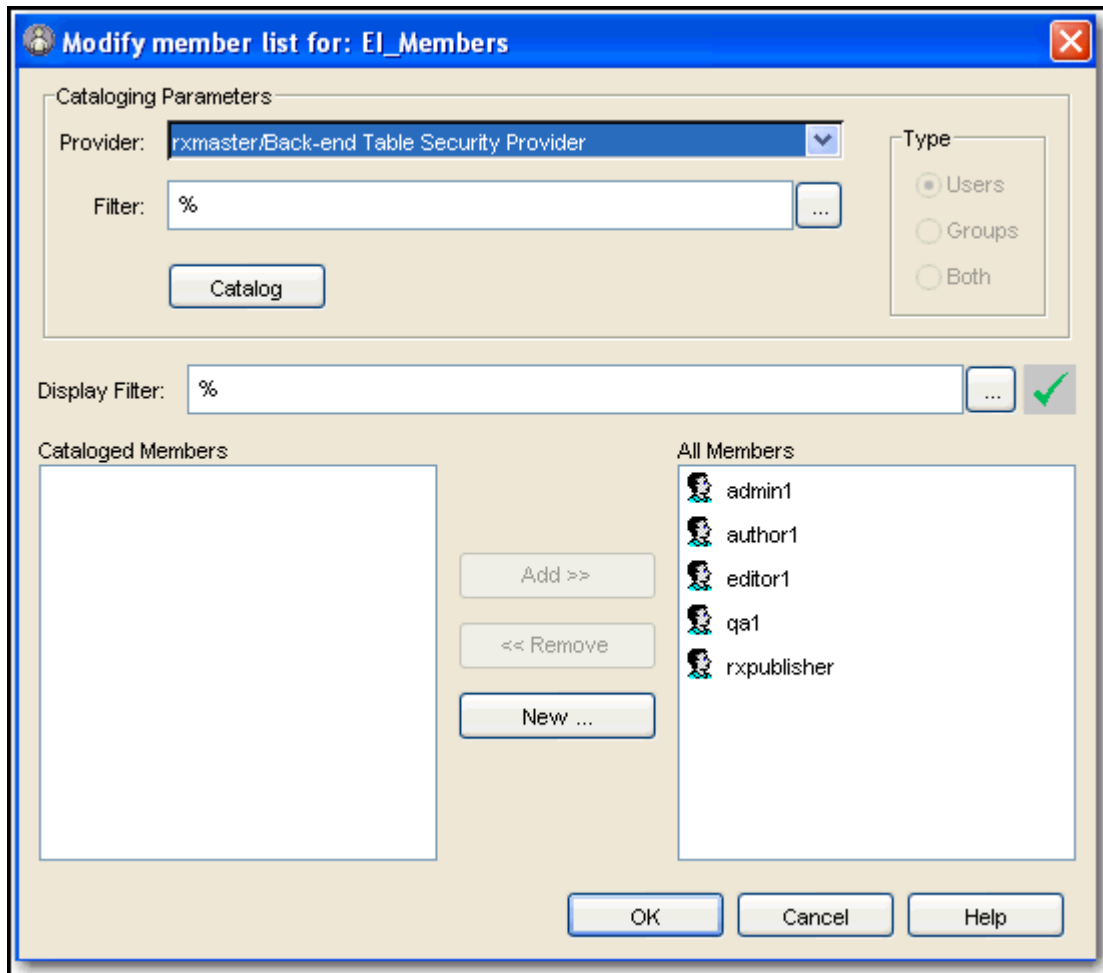 Modify member list for: EI_Members
Cataloging Parameters
Provider: rxmaster/Back-end Table Security Provider
Type
Users
Groups
Both
Filter: % ...
Catalog
Display Filter: % ...
Cataloged Members
All Members
admin1
author1
editor1
qa1
rxpublisher
Add >>
<< Remove
New ...
OK Cancel Help